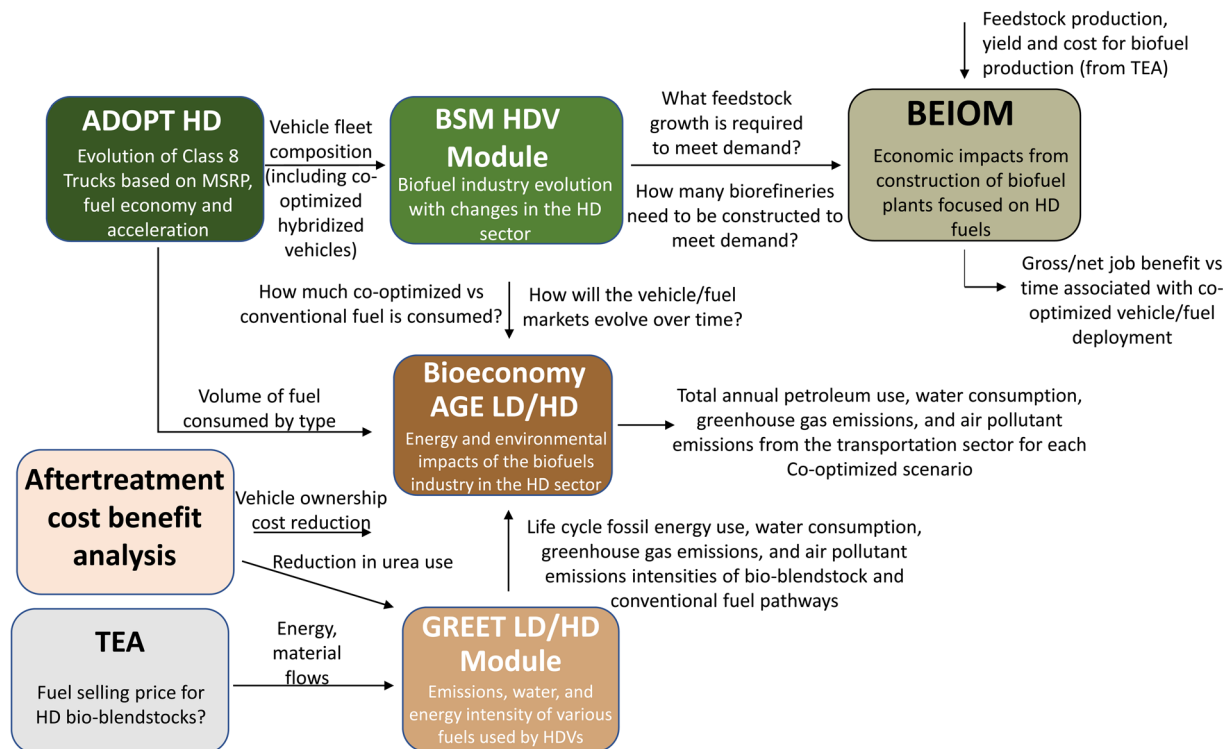 Feedstock production,
yield and cost for biofuel
production (from TEA)
ADOPT HD
Evolution of Class 8
Trucks based on MSRP,
fuel economy and
acceleration
Vehicle fleet
composition
(including co-
optimized
hybridized
vehicles)
BSM HDV
Module
Biofuel industry evolution
with changes in the HD
sector
What feedstock
growth is required
to meet demand?
How many biorefineries
need to be constructed to
meet demand?
BEIOM
Economic impacts from
construction of biofuel
plants focused on HD
fuels
Gross/net job benefit vs
time associated with co-
optimized vehicle/fuel
deployment
How much co-optimized vs
conventional fuel is consumed?
How will the vehicle/fuel
markets evolve over time?
Volume of fuel
consumed by type
Bioeconomy
AGE LD/HD
Energy and environmental
impacts of the biofuels
industry in the HD sector
Total annual petroleum use, water consumption,
greenhouse gas emissions, and air pollutant
emissions from the transportation sector for each
Co-optimized scenario
Aftertreatment
cost benefit
analysis
Vehicle ownership
cost reduction
Reduction in urea use
Life cycle fossil energy use, water consumption,
greenhouse gas emissions, and air pollutant
emissions intensities of bio-blendstock and
conventional fuel pathways
TEA
Fuel selling price for
HD bio-blendstocks?
Energy,
material
flows
GREET LD/HD
Module
Emissions, water, and
energy intensity of various
fuels used by HDVs